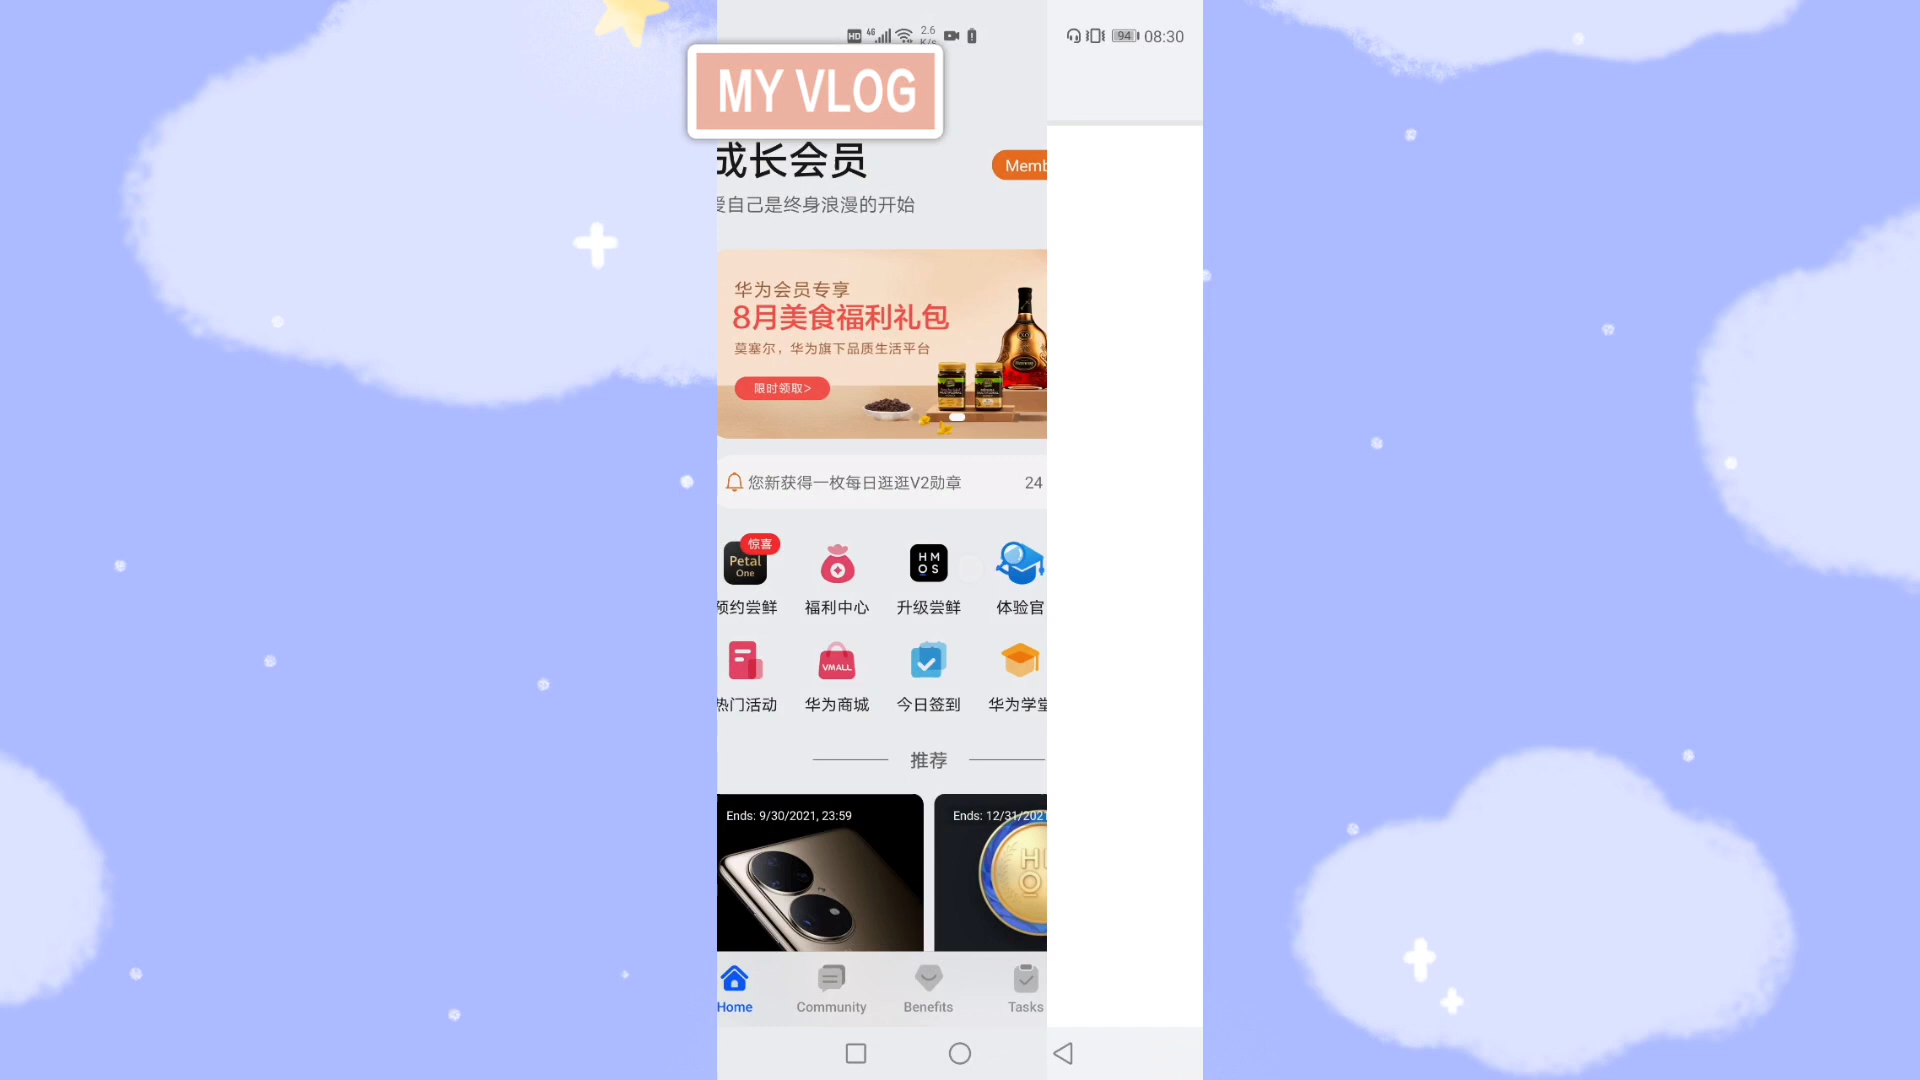 HD 4G 2.6 K/s
94 08:30
MY VLOG
成长会员
Memb
爱自己是终身浪漫的开始
华为会员专享
8月美食福利礼包
莫塞尔，华为旗下品质生活平台
限时领取>
您新获得一枚每日逛逛V2勋章 24
惊喜
Petal One
HMOS
预约尝鲜 福利中心 升级尝鲜 体验官
VMALL
热门活动 华为商城 今日签到 华为学堂
推荐
Ends: 9/30/2021, 23:59
Ends: 12/31/2021
Home Community Benefits Tasks